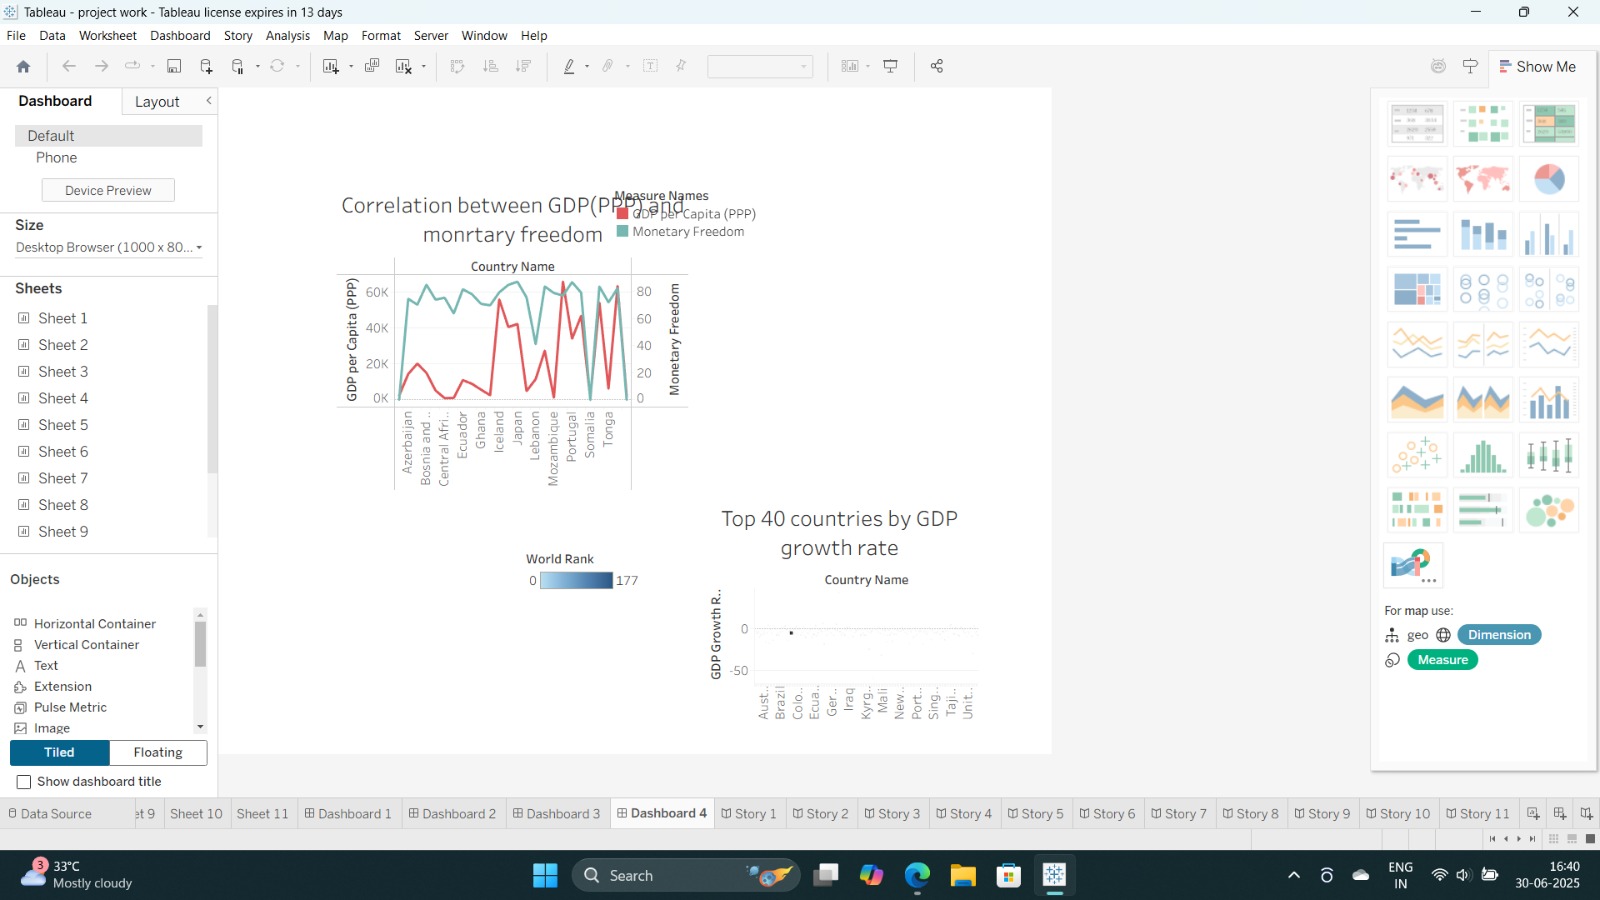 Tableau - project work - Tableau license expires in 13 days
File Data Worksheet Dashboard Story Analysis Map Format Server Window Help
Show Me
Dashboard Layout
Default
Phone
Device Preview
Size
Desktop Browser (1000 x 80...
Sheets
Sheet 1
Sheet 2
Sheet 3
Sheet 4
Sheet 5
Sheet 6
Sheet 7
Sheet 8
Sheet 9
Objects
Horizontal Container
Vertical Container
Text
Extension
Pulse Metric
Image
Tiled Floating
Show dashboard title
Correlation between GDP(PPP) and
monrtary freedom
Measure Names
GDP per Capita (PPP)
Monetary Freedom
Country Name
GDP per Capita (PPP)
60K
40K
20K
0K
80
60
40
20
0
Monetary Freedom
Azerbaijan
Bosnia and ..
Central Afri..
Ecuador
Ghana
Iceland
Japan
Lebanon
Mozambique
Portugal
Somalia
Tonga
World Rank
0 177
Top 40 countries by GDP
growth rate
Country Name
GDP Growth R..
0
-50
Aust..
Brazil
Colo..
Ecua..
Ger..
Iraq
Kyrg..
Mali
New..
Port..
Sing..
Taji..
Unit..
For map use:
geo Dimension
Measure
Data Source et 9 Sheet 10 Sheet 11 Dashboard 1 Dashboard 2 Dashboard 3 Dashboard 4 Story 1 Story 2 Story 3 Story 4 Story 5 Story 6 Story 7 Story 8 Story 9 Story 10 Story 11
3
33°C
Mostly cloudy
Search
ENG
IN
16:40
30-06-2025